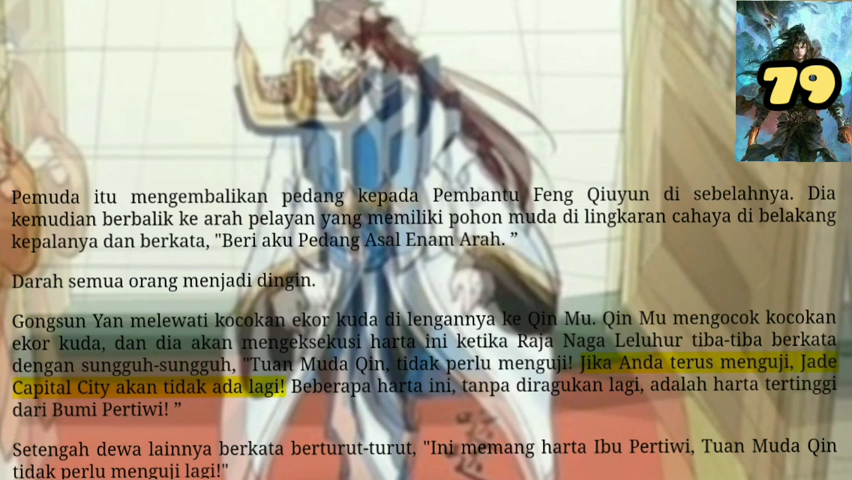 79
Pemuda itu mengembalikan pedang kepada Pembantu Feng Qiuyun di sebelahnya. Dia
kemudian berbalik ke arah pelayan yang memiliki pohon muda di lingkaran cahaya di belakang
kepalanya dan berkata, "Beri aku Pedang Asal Enam Arah. ”
Darah semua orang menjadi dingin.
Gongsun Yan melewati kocokan ekor kuda di lengannya ke Qin Mu. Qin Mu mengocok kocokan
ekor kuda, dan dia akan mengeksekusi harta ini ketika Raja Naga Leluhur tiba-tiba berkata
dengan sungguh-sungguh, "Tuan Muda Qin, tidak perlu menguji! Jika Anda terus menguji, Jade
Capital City akan tidak ada lagi! Beberapa harta ini, tanpa diragukan lagi, adalah harta tertinggi
dari Bumi Pertiwi! ”
Setengah dewa lainnya berkata berturut-turut, "Ini memang harta Ibu Pertiwi, Tuan Muda Qin
tidak perlu menguji lagi!"